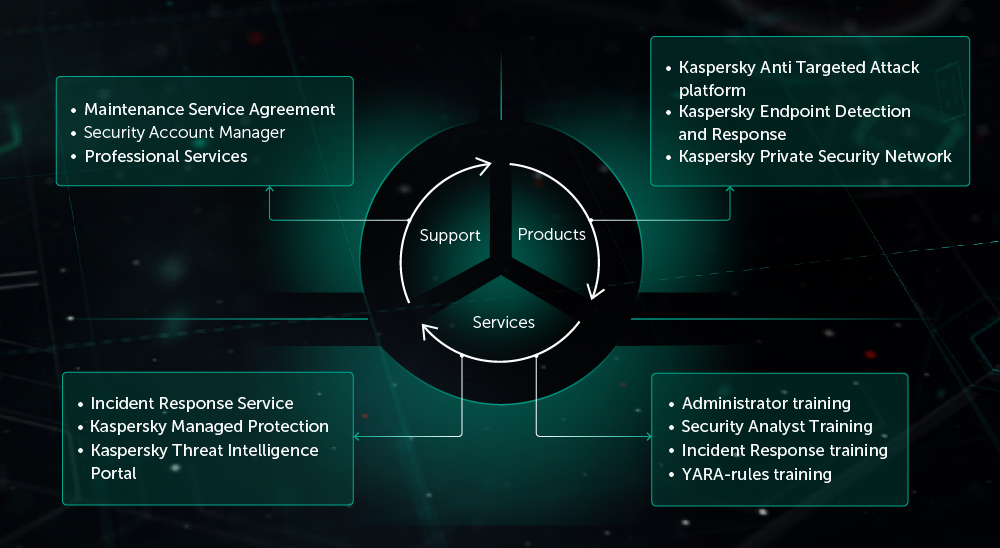 • Maintenance Service Agreement
• Security Account Manager
• Professional Services
• Kaspersky Anti Targeted Attack
platform
• Kaspersky Endpoint Detection
and Response
• Kaspersky Private Security Network
Support
Products
Services
• Incident Response Service
• Kaspersky Managed Protection
• Kaspersky Threat Intelligence
Portal
• Administrator training
• Security Analyst Training
• Incident Response training
• YARA-rules training